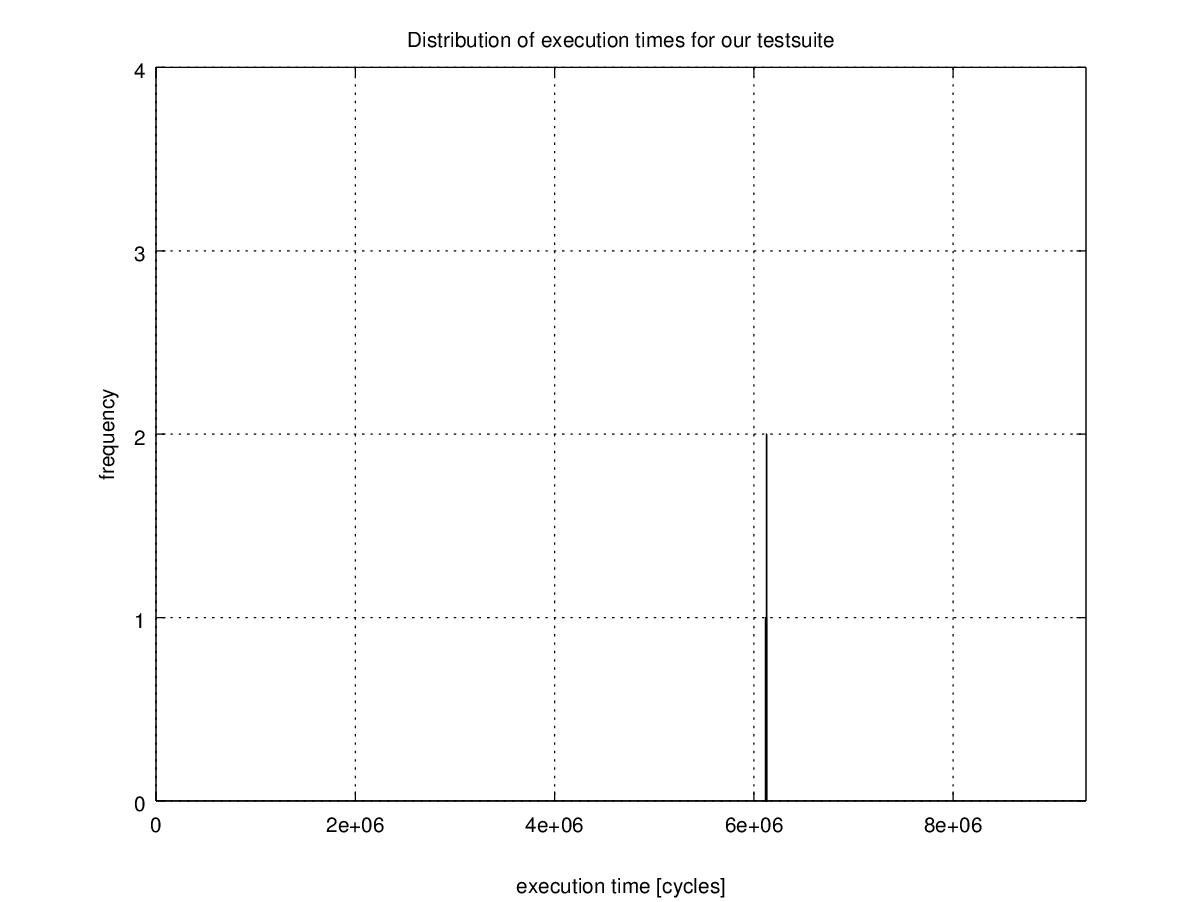 Distribution of execution times for our testsuite
4
3
2
1
0
frequency
0 2e+06 4e+06 6e+06 8e+06
execution time [cycles]